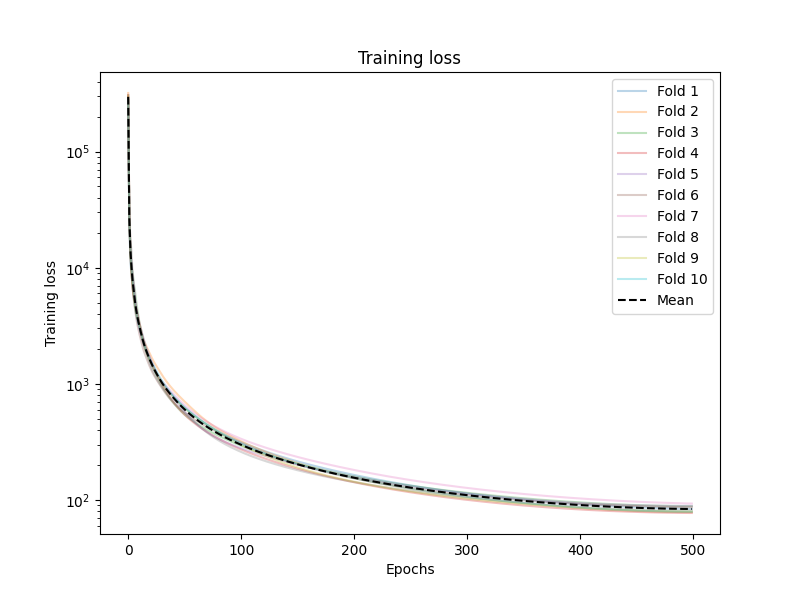 Training loss
Training loss
10^5
10^4
10^3
10^2
0 100 200 300 400 500
Epochs
Fold 1
Fold 2
Fold 3
Fold 4
Fold 5
Fold 6
Fold 7
Fold 8
Fold 9
Fold 10
Mean